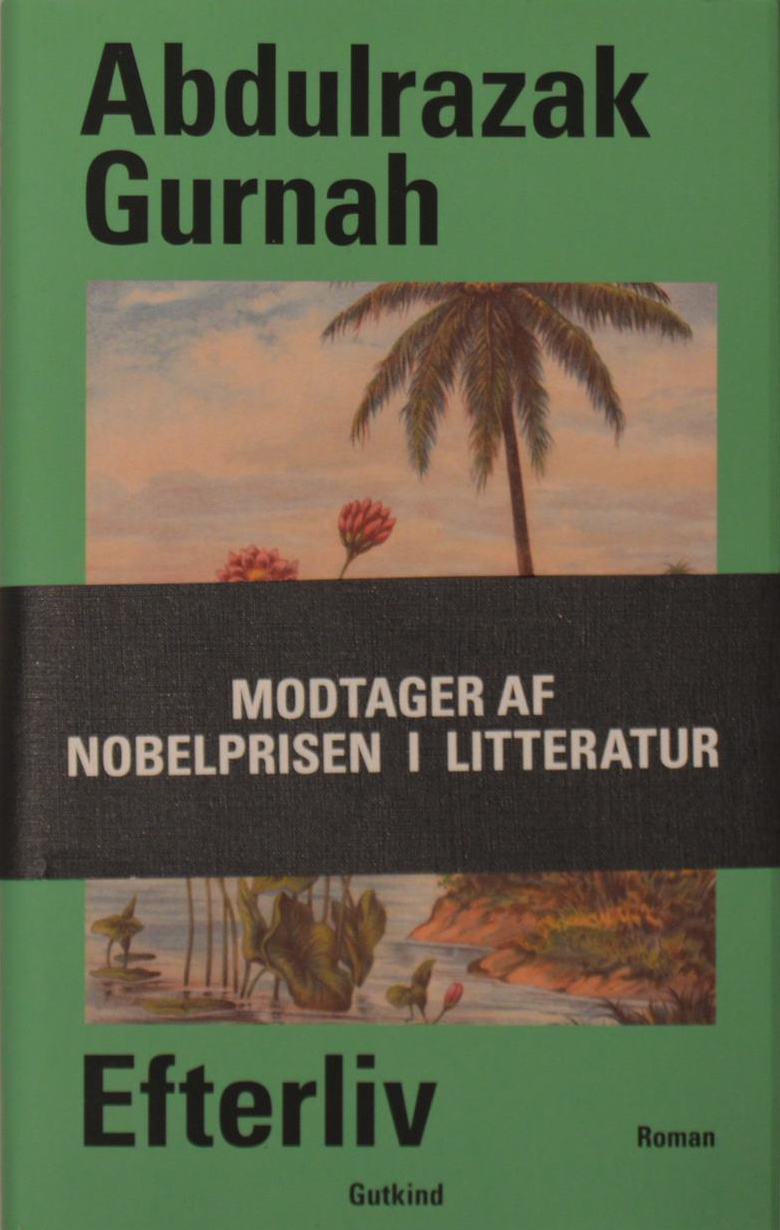 Abdulrazak
Gurnah
MODTAGER AF
NOBELPRISEN I LITTERATUR
Efterliv
Roman
Gutkind